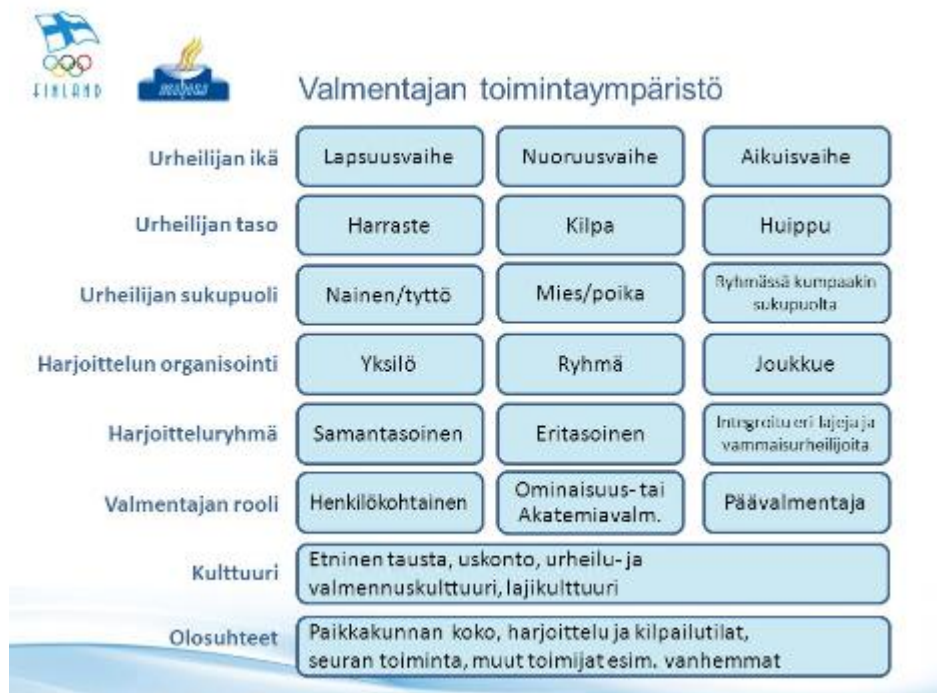 FINLAND
Valmentajan toimintaympäristö
Urheilijan ikä
Lapsuusvaihe
Nuoruusvaihe
Aikuisvaihe
Urheilijan taso
Harraste
Kilpa
Huippu
Urheilijan sukupuoli
Nainen/tyttö
Mies/poika
Ryhmässä kumpaakin
sukupuolta
Harjoittelun organisointi
Yksilö
Ryhmä
Joukkue
Harjoitteluryhmä
Samantasoinen
Eritasoinen
Integroitu eri lajeja ja
vammaisurheilijoita
Valmentajan rooli
Henkilökohtainen
Ominaisuus- tai
Akatemiavalm.
Päävalmentaja
Kulttuuri
Etninen tausta, uskonto, urheilu- ja
valmennuskulttuuri, lajikulttuuri
Olosuhteet
Paikkakunnan koko, harjoittelu ja kilpailutilat,
seuran toiminta, muut toimijat esim. vanhemmat